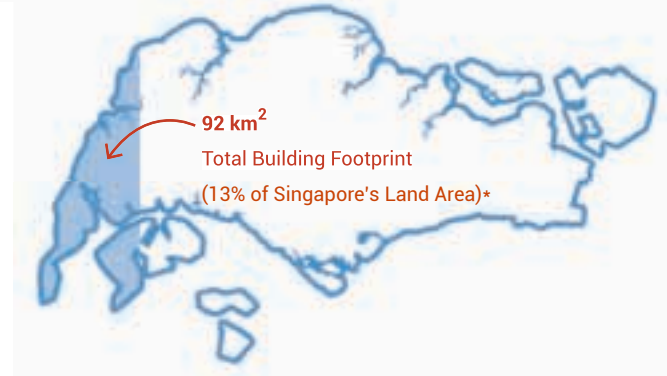 92 km²
Total Building Footprint
(13% of Singapore's Land Area)*